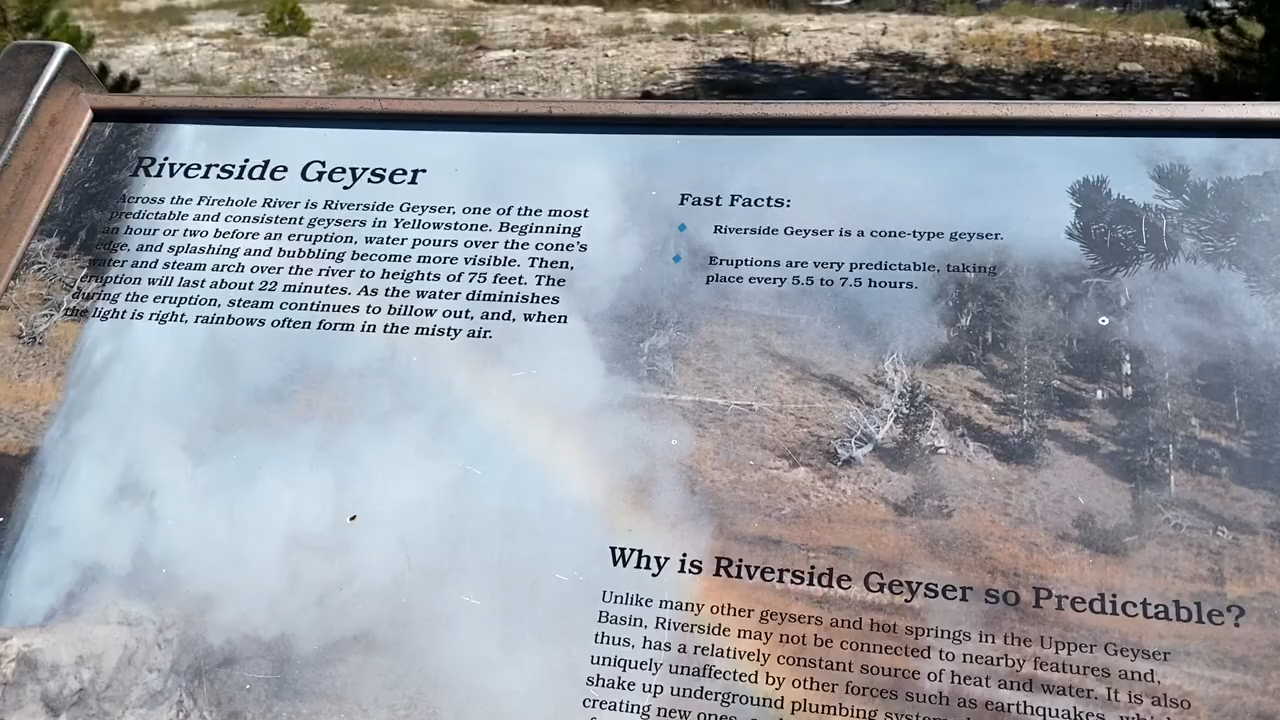 Riverside Geyser
Across the Firehole River is Riverside Geyser, one of the most
predictable and consistent geysers in Yellowstone. Beginning
an hour or two before an eruption, water pours over the cone's
edge, and splashing and bubbling become more visible. Then,
water and steam arch over the river to heights of 75 feet. The
eruption will last about 22 minutes. As the water diminishes
during the eruption, steam continues to billow out, and, when
the light is right, rainbows often form in the misty air.
Fast Facts:
Riverside Geyser is a cone-type geyser.
Eruptions are very predictable, taking
place every 5.5 to 7.5 hours.
Why is Riverside Geyser so Predictable?
Unlike many other geysers and hot springs in the Upper Geyser
Basin, Riverside may not be connected to nearby features and,
thus, has a relatively constant source of heat and water. It is also
uniquely unaffected by other forces such as earthquakes, which
shake up underground plumbing
creating new ones.